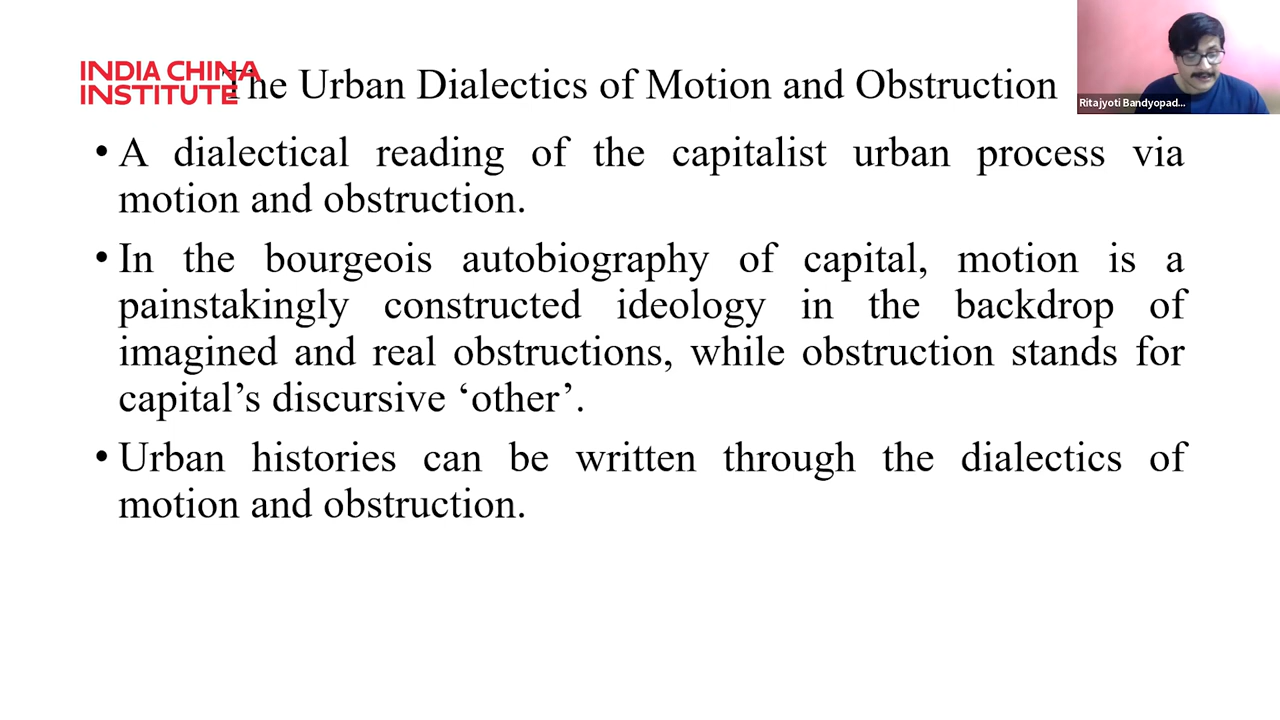 INDIA CHINA
INSTITUTE
The Urban Dialectics of Motion and Obstruction
Ritajyoti Bandyopad...
• A dialectical reading of the capitalist urban process via
motion and obstruction.
• In the bourgeois autobiography of capital, motion is a
painstakingly constructed ideology in the backdrop of
imagined and real obstructions, while obstruction stands for
capital’s discursive ‘other’.
• Urban histories can be written through the dialectics of
motion and obstruction.